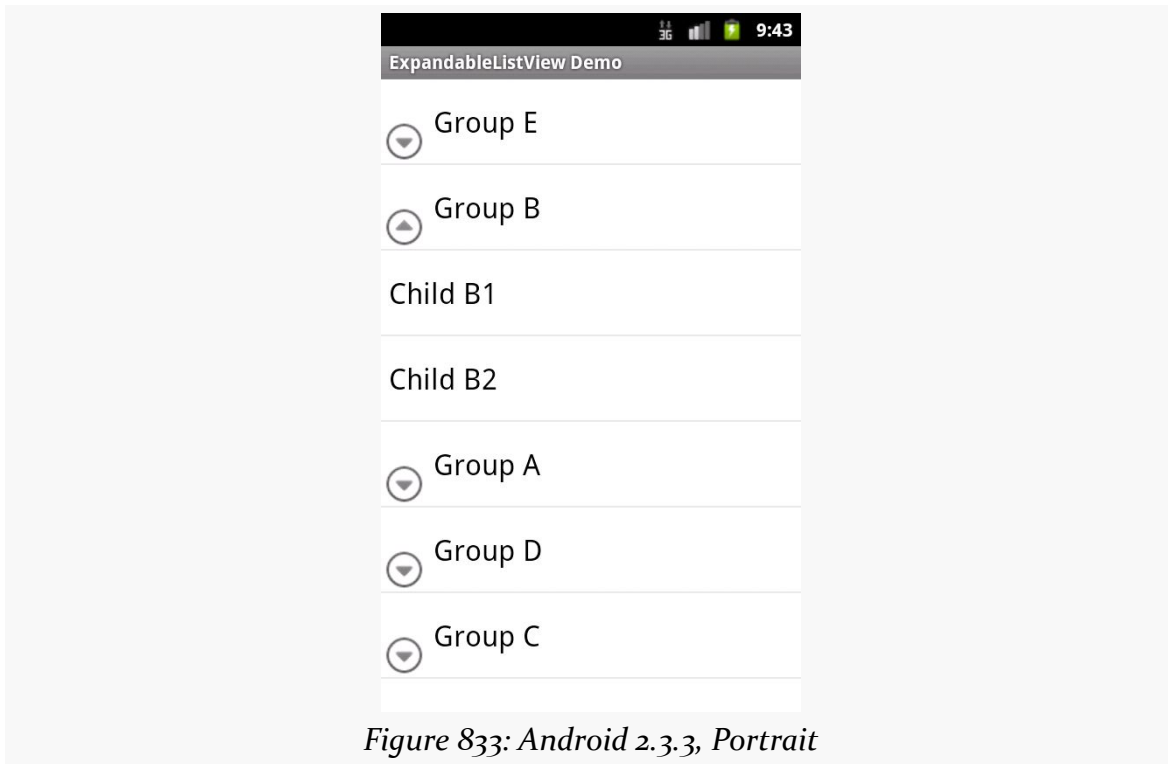 3G 9:43
ExpandableListView Demo
Group E
Group B
Child B1
Child B2
Group A
Group D
Group C
Figure 833: Android 2.3.3, Portrait